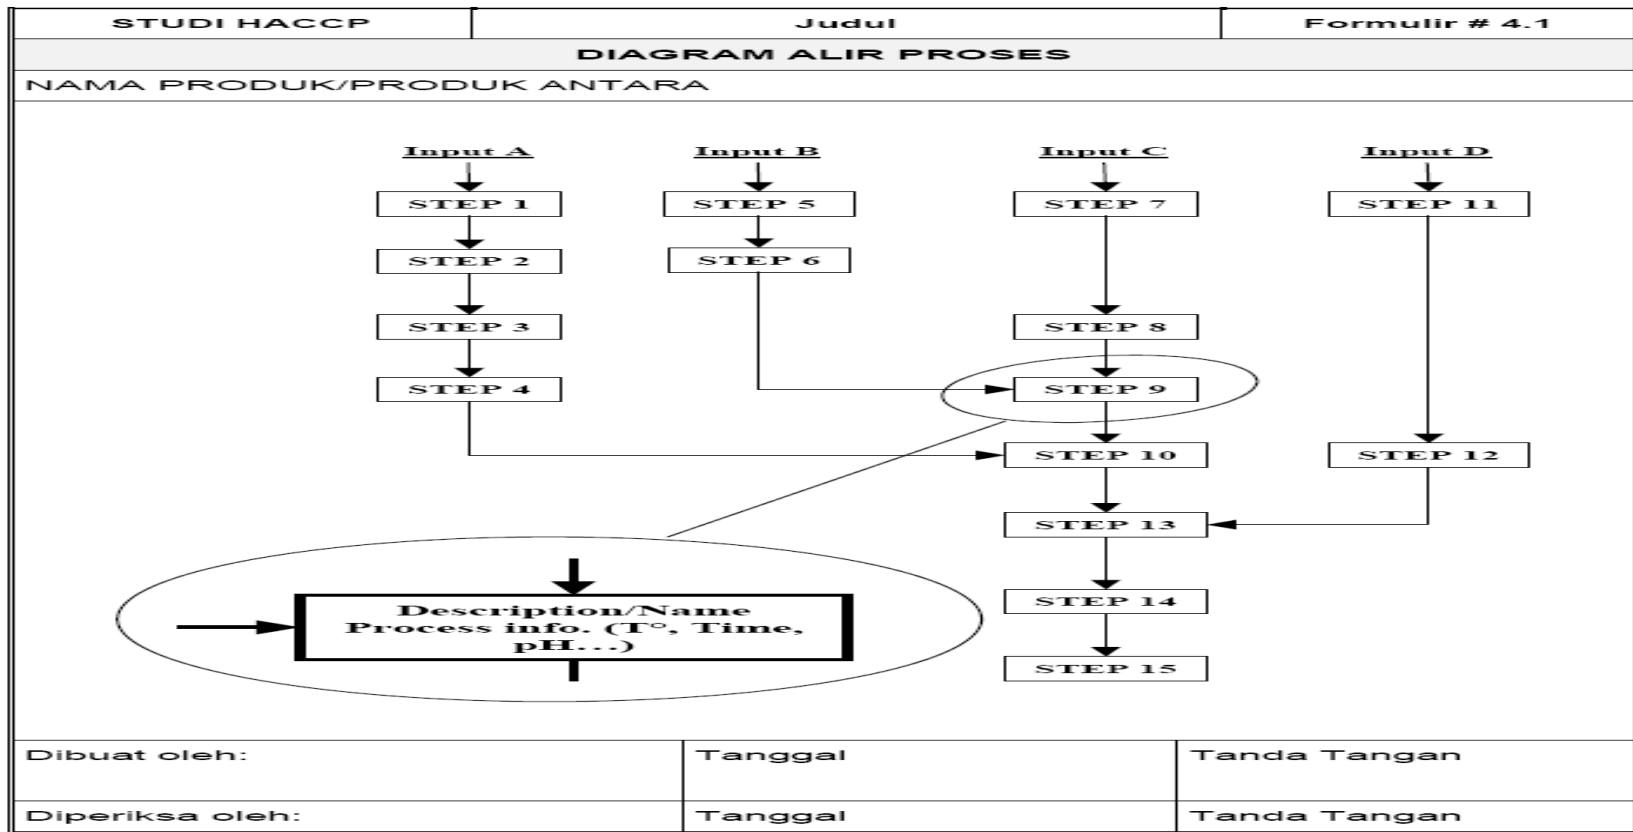 STUDI HACCP
Judul
Formulir # 4.1
DIAGRAM ALIR PROSES
NAMA PRODUK/PRODUK ANTARA
Input A
Input B
Input C
Input D
STEP 1
STEP 5
STEP 7
STEP 11
STEP 2
STEP 6
STEP 3
STEP 8
STEP 4
STEP 9
STEP 10
STEP 12
STEP 13
STEP 14
STEP 15
Description/Name
Process info. (T°, Time,
pH...)
Dibuat oleh:
Tanggal
Tanda Tangan
Diperiksa oleh:
Tanggal
Tanda Tangan